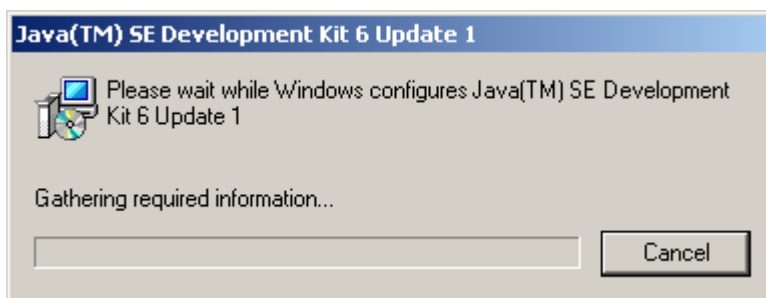 Java(TM) SE Development Kit 6 Update 1
Please wait while Windows configures Java(TM) SE Development
Kit 6 Update 1
Gathering required information...
Cancel